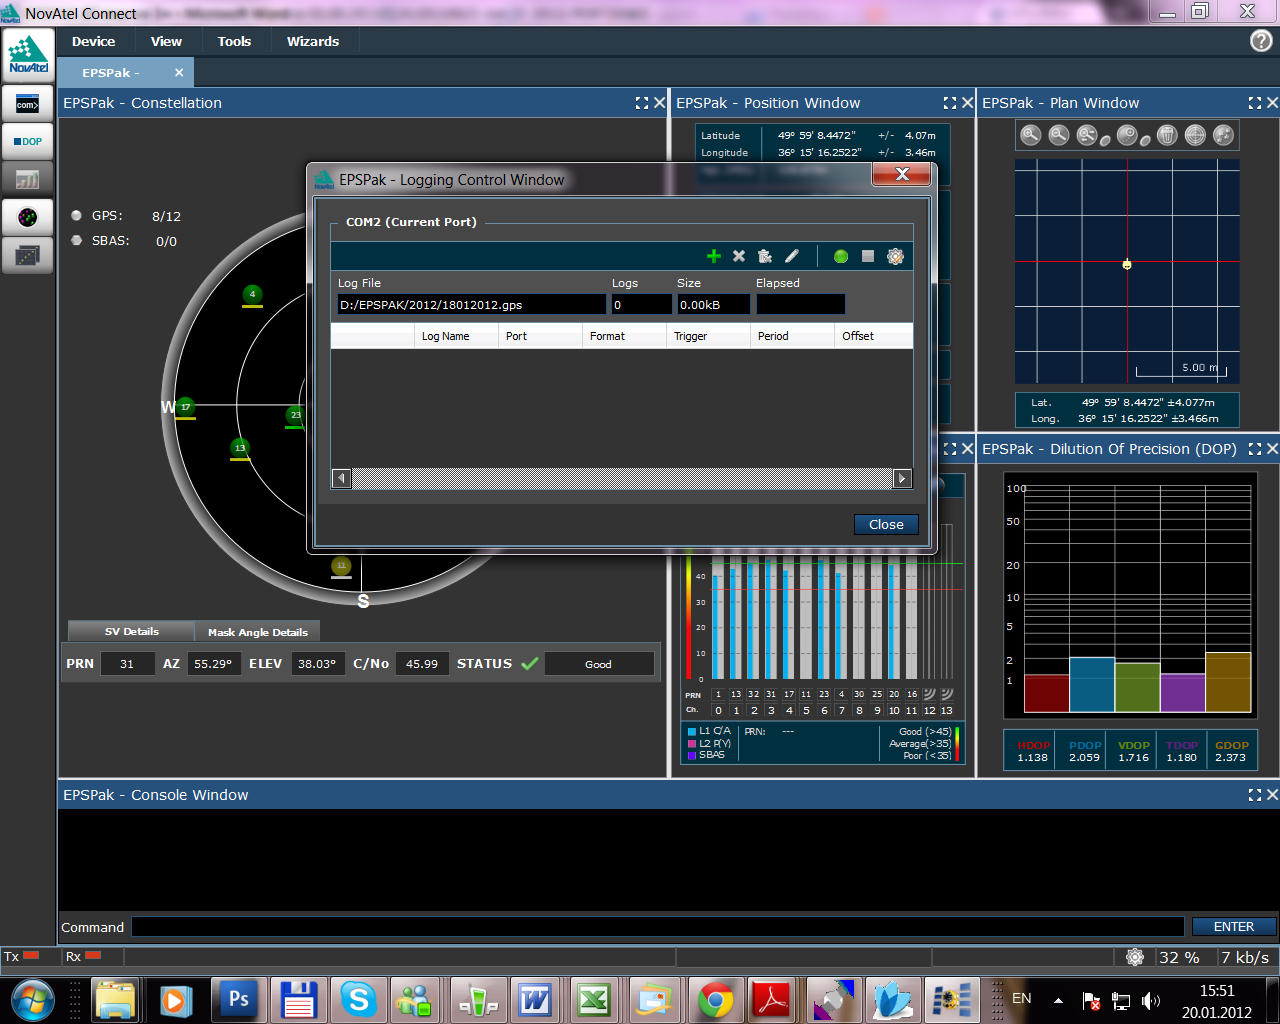 NovAtel Connect
NovAtel
Device View Tools Wizards
EPSPak -
com>
DOP
EPSPak - Constellation
GPS: 8/12
SBAS: 0/0
4
W
17
23
13
11
S
SV Details Mask Angle Details
PRN 31 AZ 55.29° ELEV 38.03° C/No 45.99 STATUS Good
EPSPak - Position Window
Latitude 49° 59' 8.4472" +/- 4.07m
Longitude 36° 15' 16.2522" +/- 3.46m
EPSPak - Plan Window
5.00 m
Lat. 49° 59' 8.4472" ±4.077m
Long. 36° 15' 16.2522" ±3.466m
EPSPak - Logging Control Window
COM2 (Current Port)
Log File Logs Size Elapsed
D:/EPSPAK/2012/18012012.gps 0 0.00kB
Log Name Port Format Trigger Period Offset
Close
40
30
20
10
0
PRN 1 13 32 31 17 11 23 4 30 25 20 16
Ch. 0 1 2 3 4 5 6 7 8 9 10 11 12 13
L1 C/A PRN: --- Good (>45)
L2 P(Y) Average(>35)
SBAS Poor (<35)
EPSPak - Dilution Of Precision (DOP)
100
50
20
10
5
2
1
HDOP PDOP VDOP TDOP GDOP
1.138 2.059 1.716 1.180 2.373
EPSPak - Console Window
Command ENTER
Tx Rx 32 % 7 kb/s
Ps
EN
15:51
20.01.2012